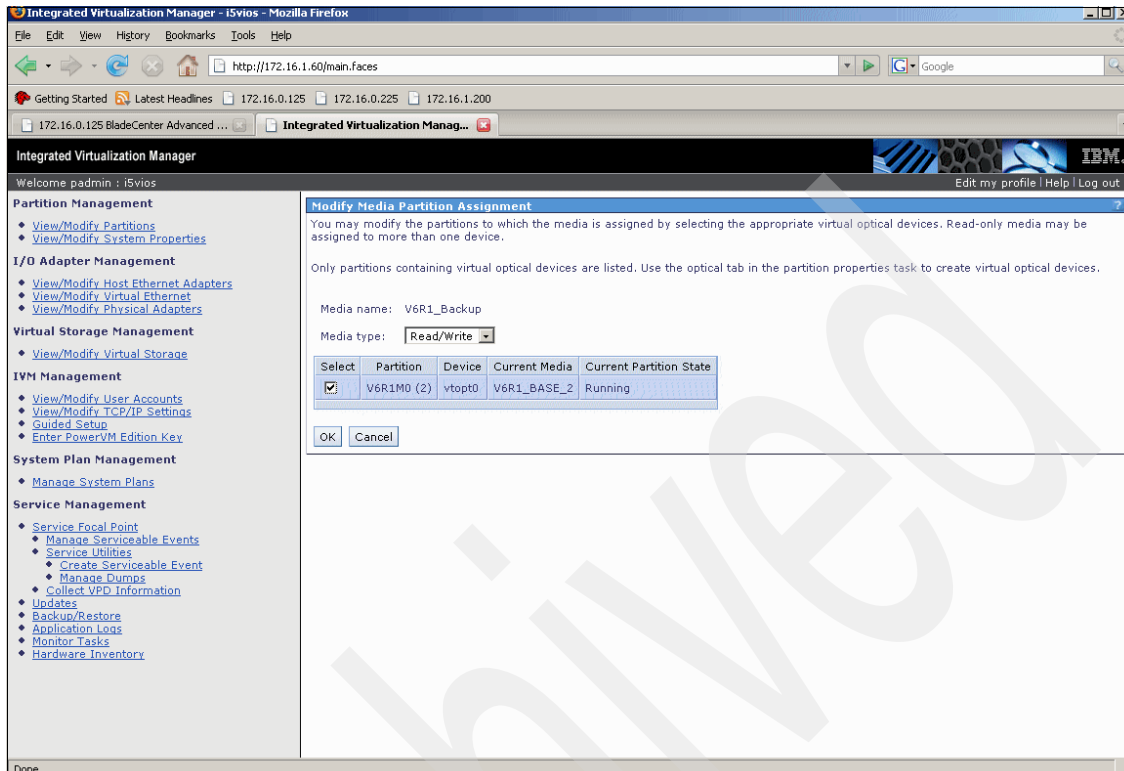 Integrated Virtualization Manager - i5vios - Mozilla Firefox
File Edit View History Bookmarks Tools Help
http://172.16.1.60/main.faces
Google
Getting Started Latest Headlines 172.16.0.125 172.16.0.225 172.16.1.200
172.16.0.125 BladeCenter Advanced ... Integrated Virtualization Manag...
Integrated Virtualization Manager
IBM.
Welcome padmin : i5vios
Edit my profile | Help | Log out
Partition Management
View/Modify Partitions
View/Modify System Properties
I/O Adapter Management
View/Modify Host Ethernet Adapters
View/Modify Virtual Ethernet
View/Modify Physical Adapters
Virtual Storage Management
View/Modify Virtual Storage
IVM Management
View/Modify User Accounts
View/Modify TCP/IP Settings
Guided Setup
Enter PowerVM Edition Key
System Plan Management
Manage System Plans
Service Management
Service Focal Point
Manage Serviceable Events
Service Utilities
Create Serviceable Event
Manage Dumps
Collect VPD Information
Updates
Backup/Restore
Application Logs
Monitor Tasks
Hardware Inventory
Modify Media Partition Assignment ?
You may modify the partitions to which the media is assigned by selecting the appropriate virtual optical devices. Read-only media may be
assigned to more than one device.
Only partitions containing virtual optical devices are listed. Use the optical tab in the partition properties task to create virtual optical devices.
Media name: V6R1_Backup
Media type: Read/Write
Select Partition Device Current Media Current Partition State
V6R1M0 (2) vtopt0 V6R1_BASE_2 Running
OK Cancel
Done
hived